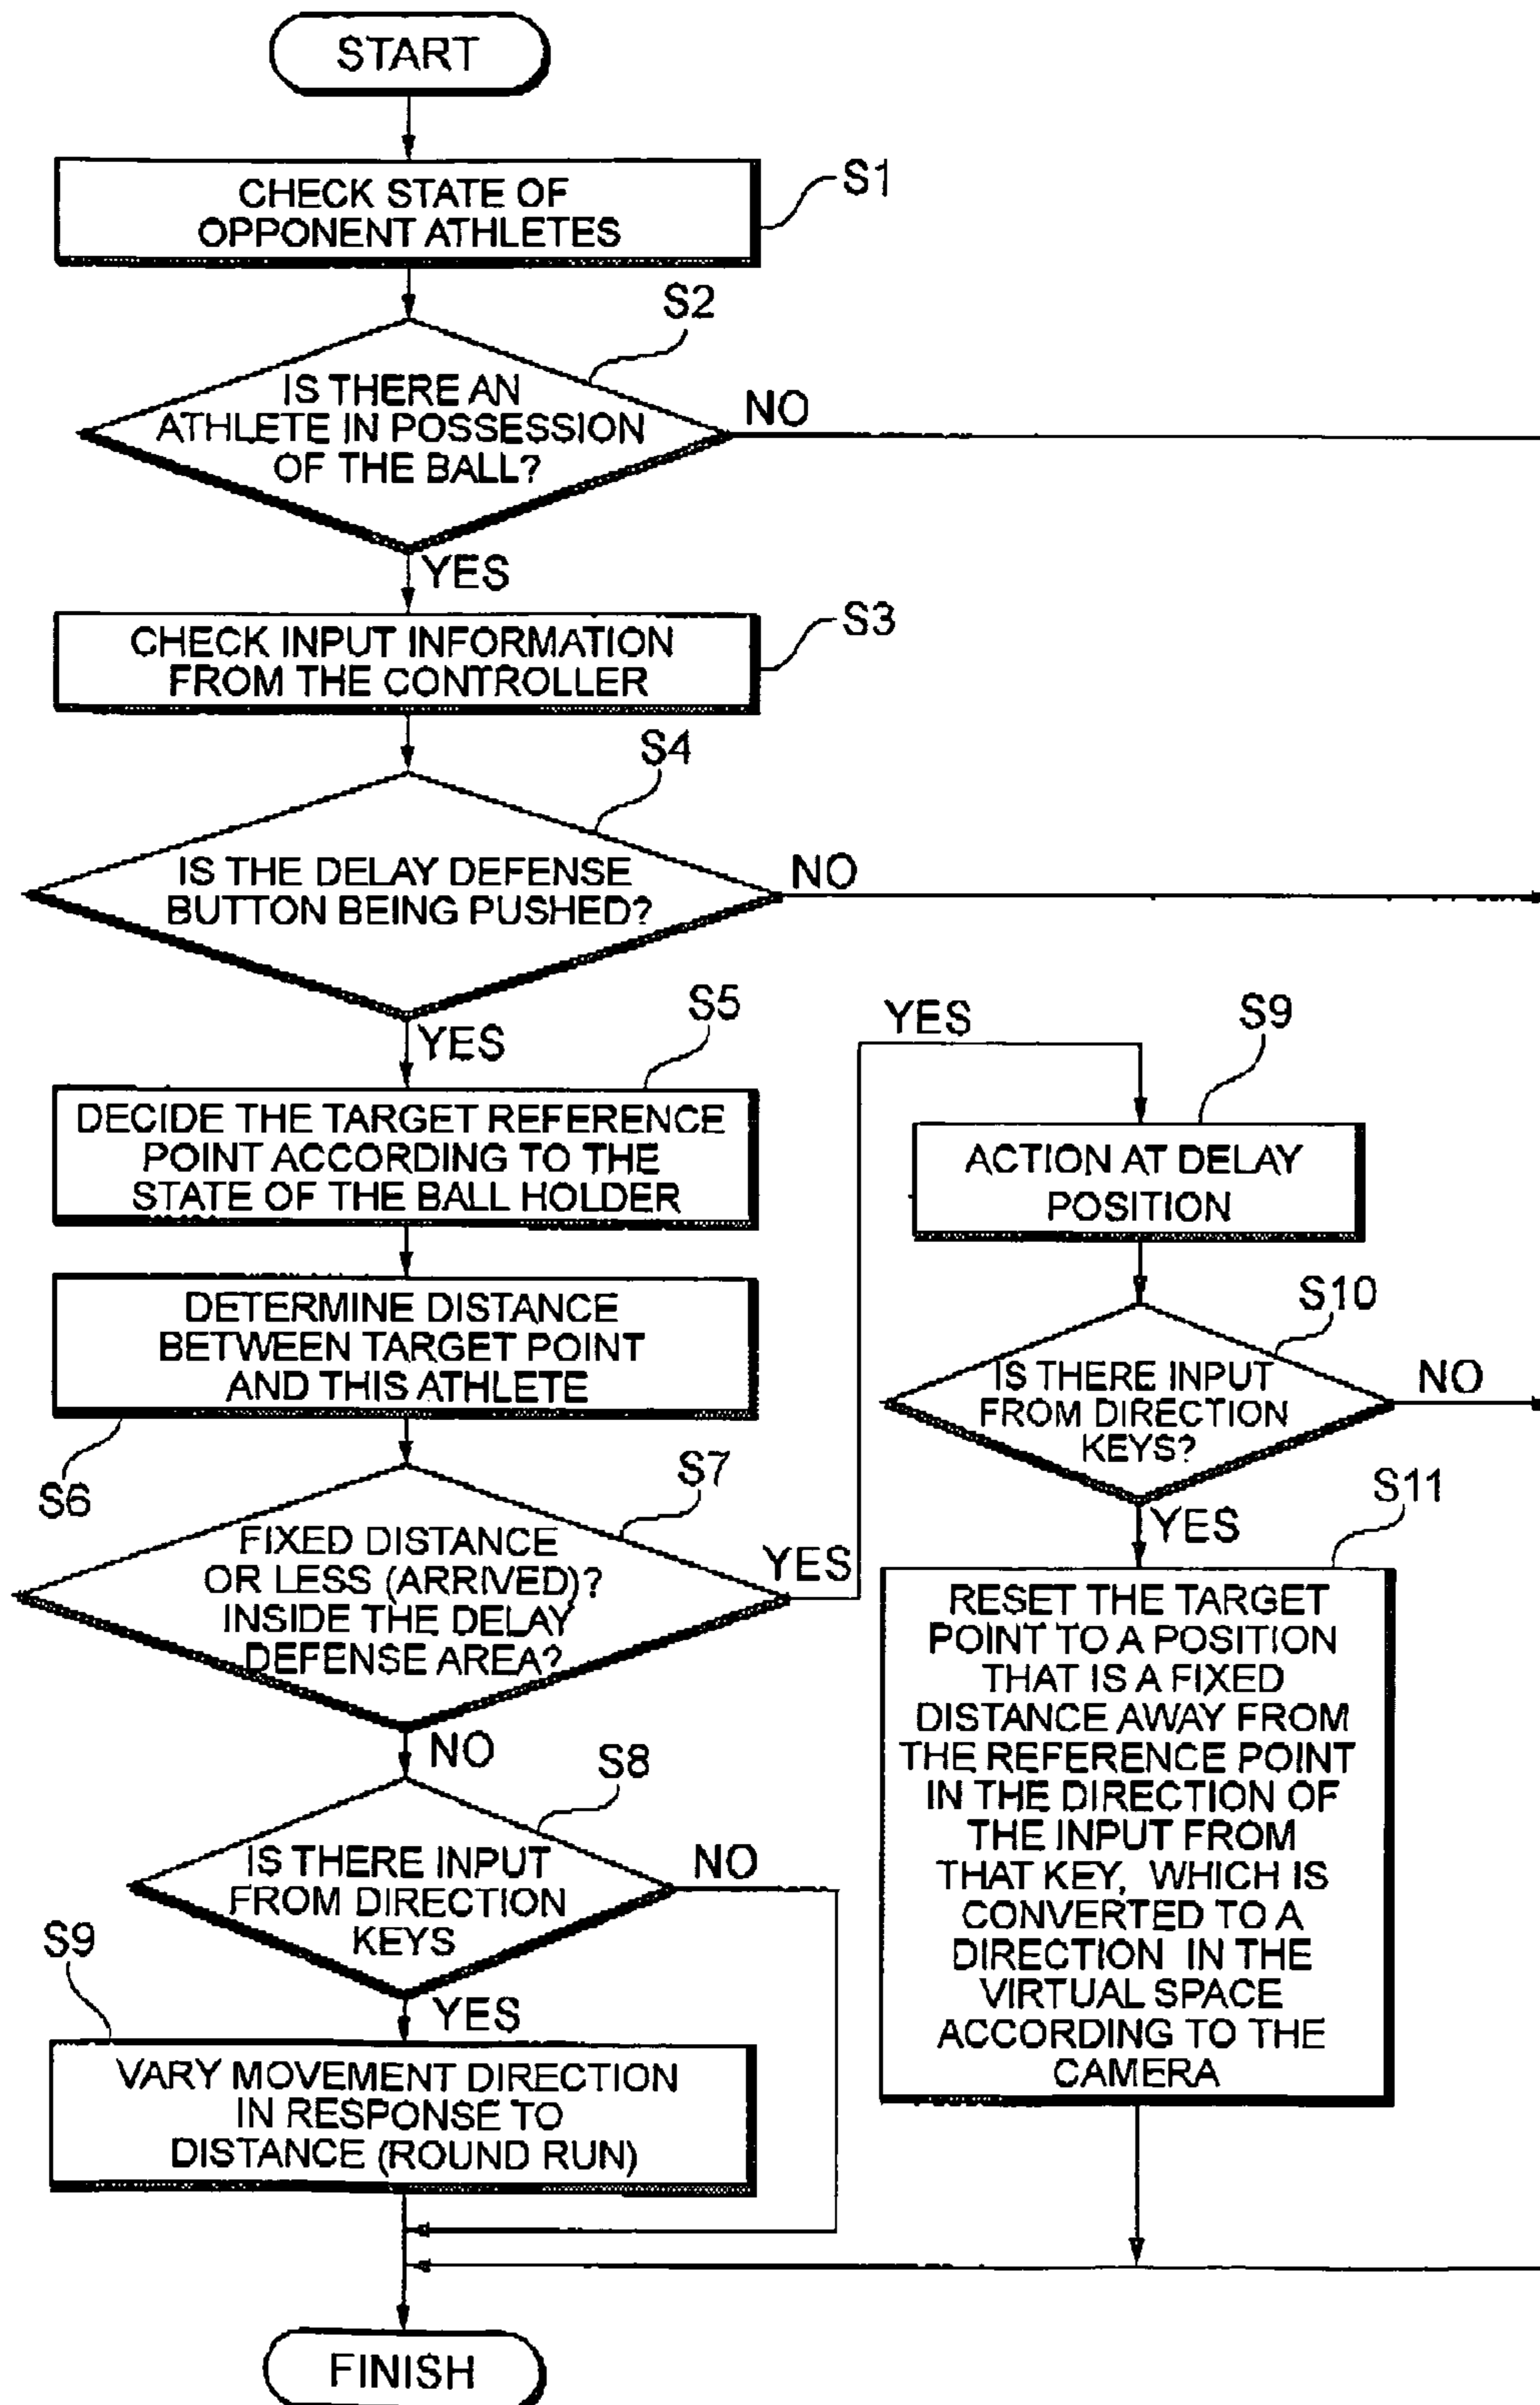 START
CHECK STATE OF
OPPONENT ATHLETES
S1
S2
IS THERE AN
ATHLETE IN POSSESSION
OF THE BALL?
NO
YES
CHECK INPUT INFORMATION
FROM THE CONTROLLER
S3
S4
IS THE DELAY DEFENSE
BUTTON BEING PUSHED?
NO
YES
S5
DECIDE THE TARGET REFERENCE
POINT ACCORDING TO THE
STATE OF THE BALL HOLDER
DETERMINE DISTANCE
BETWEEN TARGET POINT
AND THIS ATHLETE
S6
S7
FIXED DISTANCE
OR LESS (ARRIVED)?
INSIDE THE DELAY
DEFENSE AREA?
YES
NO
S8
IS THERE INPUT
FROM DIRECTION
KEYS
NO
YES
S9
VARY MOVEMENT DIRECTION
IN RESPONSE TO
DISTANCE (ROUND RUN)
YES
S9
ACTION AT DELAY
POSITION
S10
IS THERE INPUT
FROM DIRECTION
KEYS?
NO
YES
S11
RESET THE TARGET
POINT TO A POSITION
THAT IS A FIXED
DISTANCE AWAY FROM
THE REFERENCE POINT
IN THE DIRECTION OF
THE INPUT FROM
THAT KEY, WHICH IS
CONVERTED TO A
DIRECTION IN THE
VIRTUAL SPACE
ACCORDING TO THE
CAMERA
FINISH